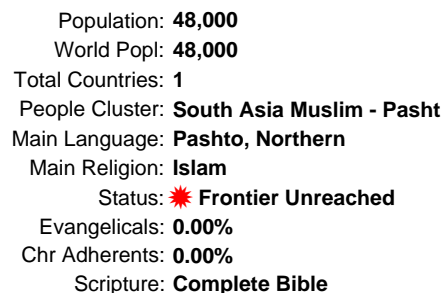 Population: 48,000
World Popl: 48,000
Total Countries: 1
People Cluster: South Asia Muslim - Pasht
Main Language: Pashto, Northern
Main Religion: Islam
Status: Frontier Unreached
Evangelicals: 0.00%
Chr Adherents: 0.00%
Scripture: Complete Bible